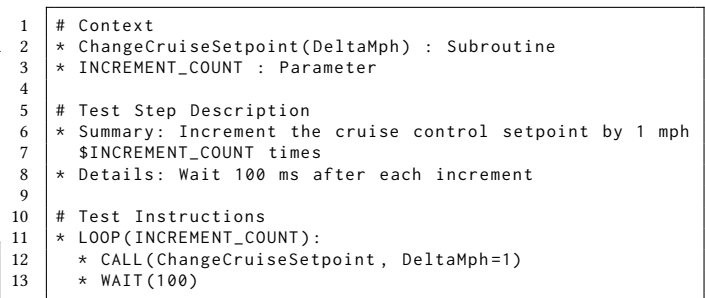 1 # Context
2 * ChangeCruiseSetpoint(DeltaMph) : Subroutine
3 * INCREMENT_COUNT : Parameter
4
5 # Test Step Description
6 * Summary: Increment the cruise control setpoint by 1 mph
7 $INCREMENT_COUNT times
8 * Details: Wait 100 ms after each increment
9
10 # Test Instructions
11 * LOOP(INCREMENT_COUNT):
12 * CALL(ChangeCruiseSetpoint, DeltaMph=1)
13 * WAIT(100)